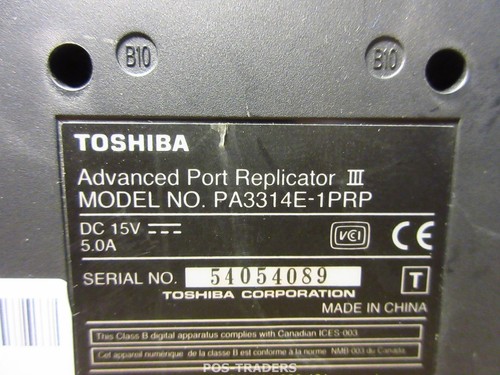 B10 B10
TOSHIBA
Advanced Port Replicator III
MODEL NO. PA3314E-1PRP
DC 15V
5.0A
VCI CE
SERIAL NO. 54054089 T
TOSHIBA CORPORATION
MADE IN CHINA
This Class B digital apparatus complies with Canadian ICES-003.
Cet appareil numérique de la classe B est conforme à la norme NMB-003 du Canada.
POS-TRADERS